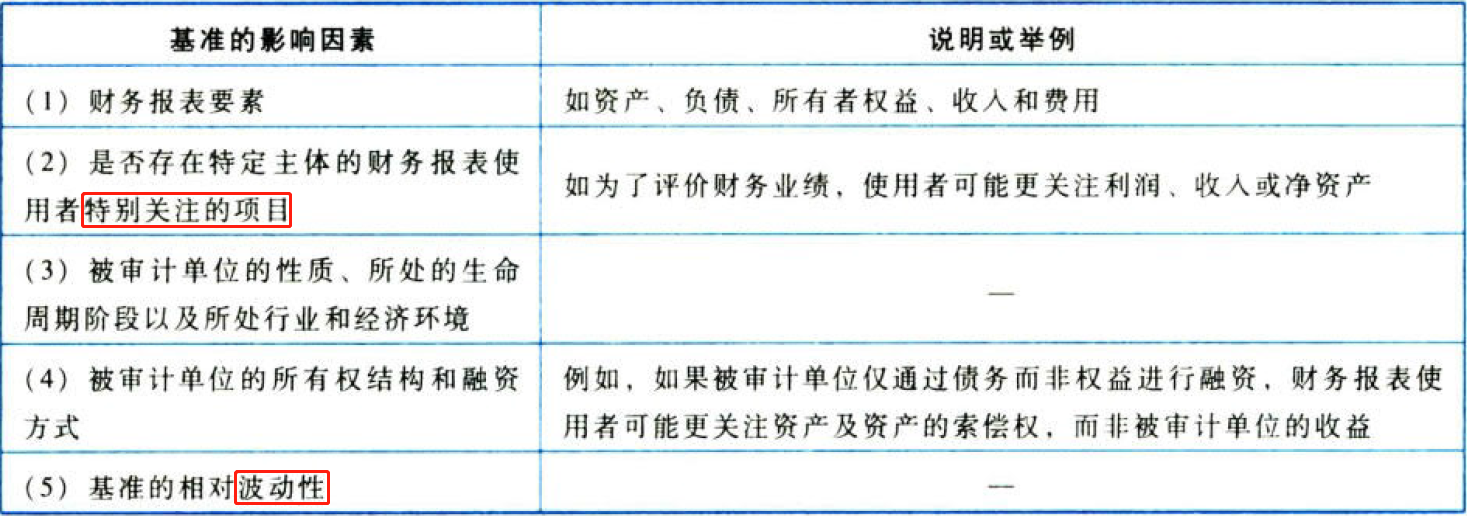 基准的影响因素
说明或举例
（1）财务报表要素
如资产、负债、所有者权益、收入和费用
（2）是否存在特定主体的财务报表使
用者特别关注的项目
如为了评价财务业绩，使用者可能更关注利润、收入或净资产
（3）被审计单位的性质、所处的生命
周期阶段以及所处行业和经济环境
—
（4）被审计单位的所有权结构和融资
方式
例如，如果被审计单位仅通过债务而非权益进行融资，财务报表使
用者可能更关注资产及资产的索偿权，而非被审计单位的收益
（5）基准的相对波动性
—